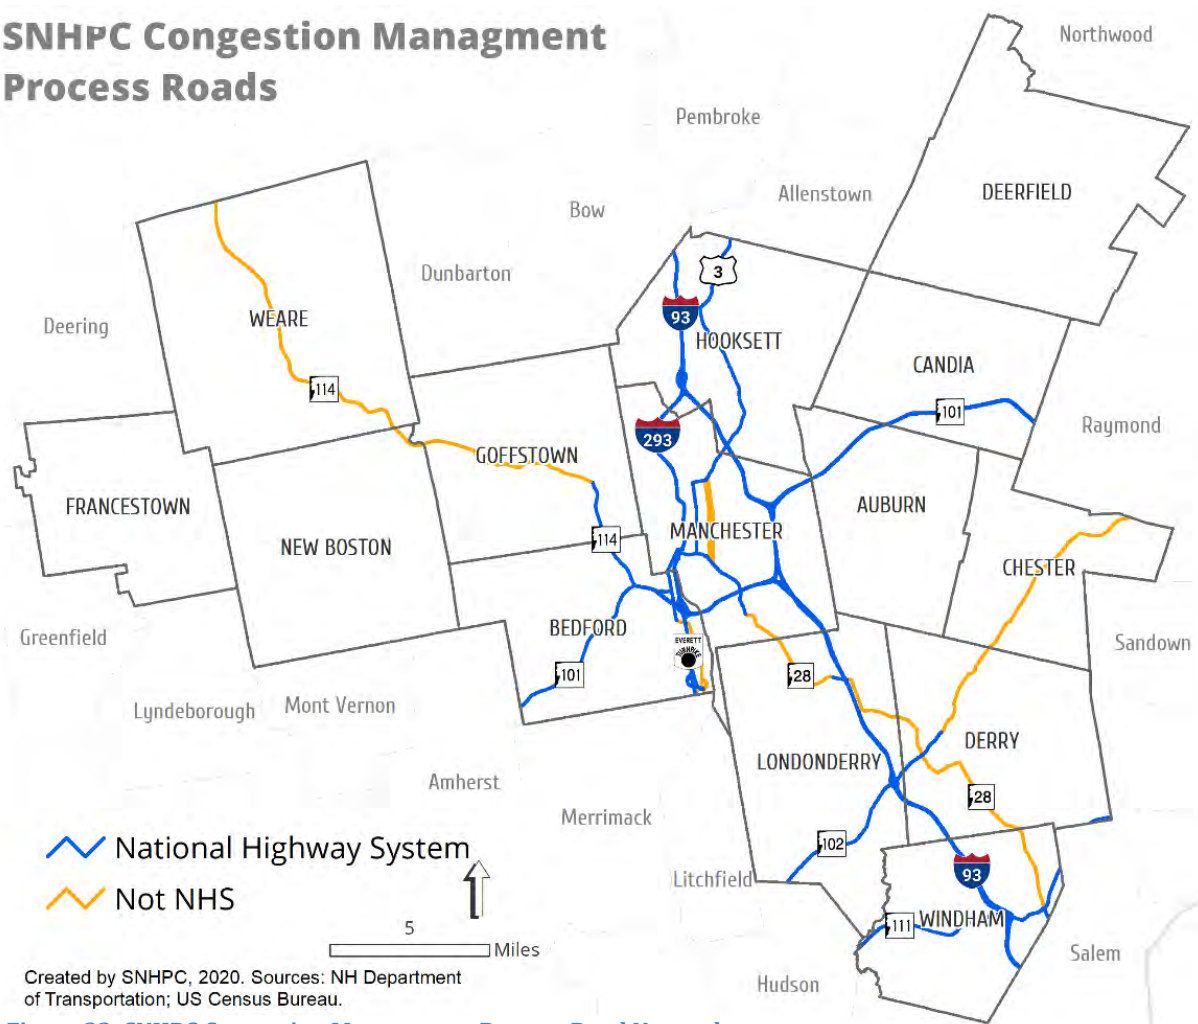 SNHPC Congestion Managment
Process Roads
Northwood
Pembroke
Allenstown
DEERFIELD
Bow
Dunbarton
3
Deering
WEARE
93
HOOKSETT
CANDIA
114
101
293
Raymond
GOFFSTOWN
FRANCESTOWN
AUBURN
MANCHESTER
NEW BOSTON
114
CHESTER
BEDFORD
Greenfield
EVERETT
TURNPIKE
Sandown
101
28
Lyndeborough
Mont Vernon
DERRY
LONDONDERRY
Amherst
28
Merrimack
National Highway System
102
93
Litchfield
Not NHS
WINDHAM
111
5
Miles
Salem
Created by SNHPC, 2020. Sources: NH Department
of Transportation; US Census Bureau.
Hudson